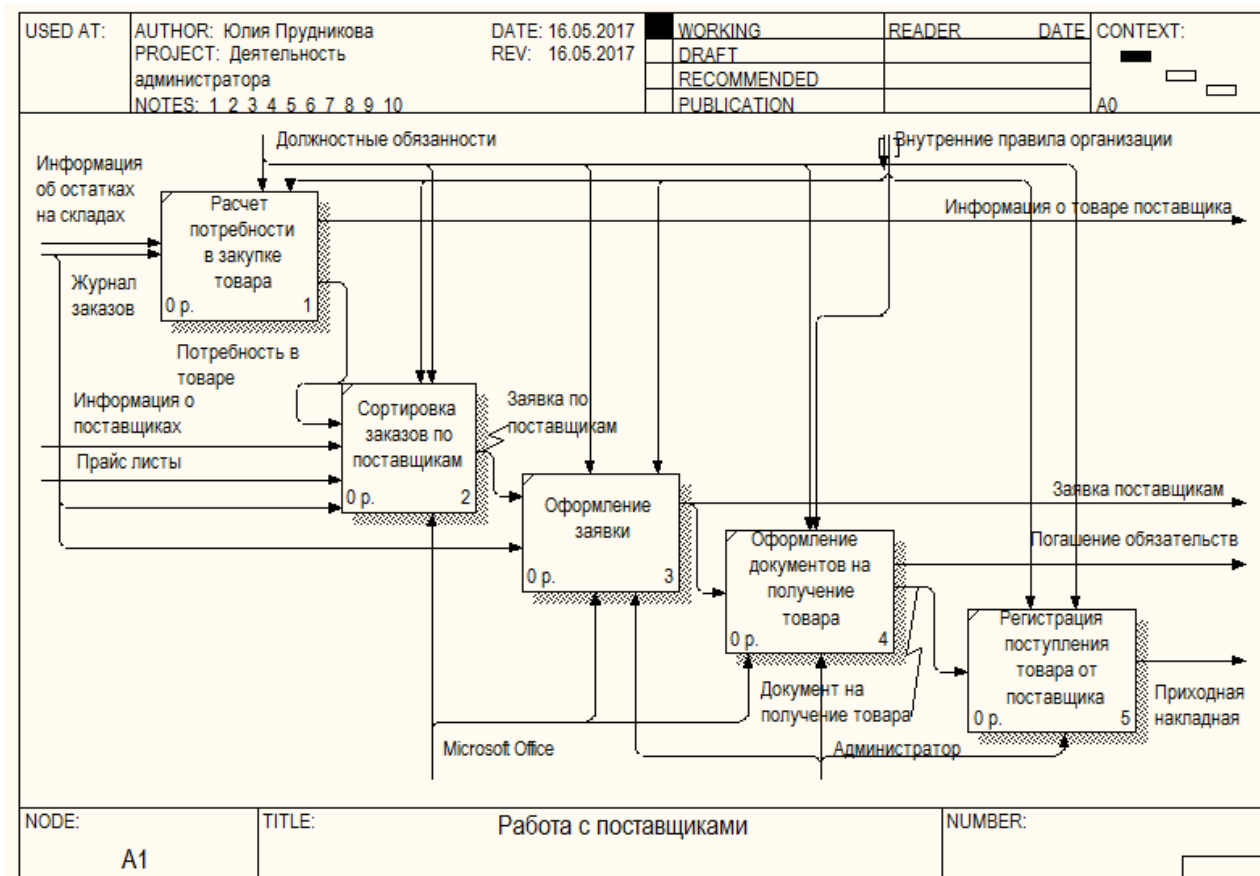 USED AT:
AUTHOR: Юлия Прудникова
DATE: 16.05.2017
PROJECT: Деятельность
администратора
REV: 16.05.2017
NOTES: 1 2 3 4 5 6 7 8 9 10
WORKING
DRAFT
RECOMMENDED
PUBLICATION
READER
DATE
CONTEXT:
A0
Должностные обязанности
Внутренние правила организации
Информация
об остатках
на складах
Расчет
потребности
в закупке
товара
0 р.
1
Информация о товаре поставщика
Журнал
заказов
Потребность в
товаре
Информация о
поставщиках
Прайс листы
Сортировка
заказов по
поставщикам
0 р.
2
Заявка по
поставщикам
Оформление
заявки
0 р.
3
Заявка поставщикам
Погашение обязательств
Оформление
документов на
получение
товара
0 р.
4
Регистрация
поступления
товара от
поставщика
0 р.
5
Документ на
получение товара
Приходная
накладная
Microsoft Office
Администратор
NODE:
A1
TITLE:
Работа с поставщиками
NUMBER: